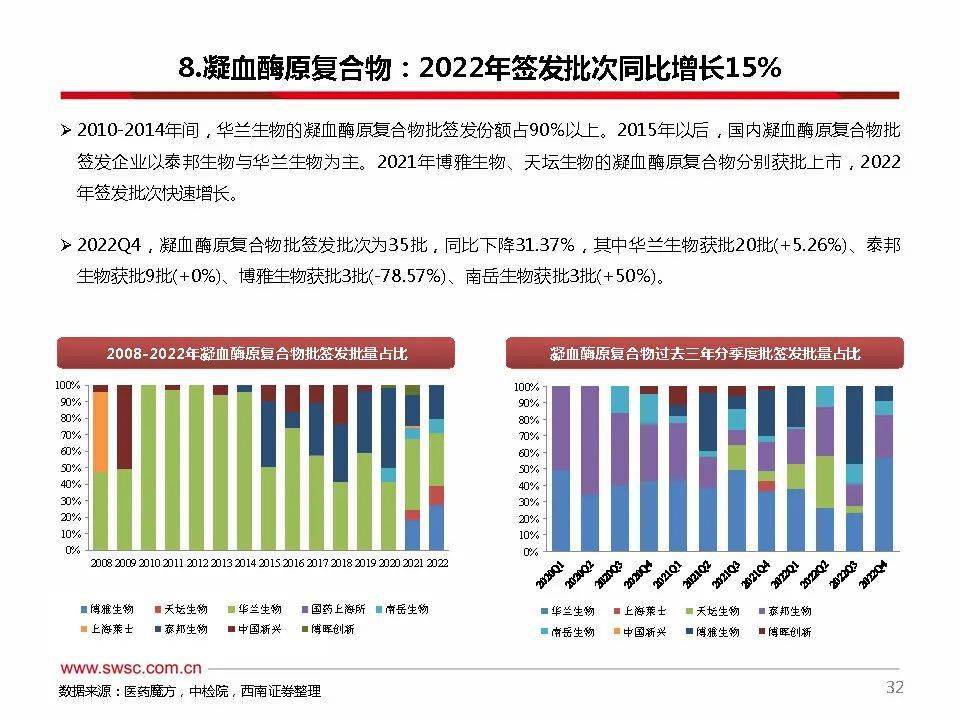 8.凝血酶原复合物：2022年签发批次同比增长15%
➢ 2010-2014年间，华兰生物的凝血酶原复合物批签发份额占90%以上。2015年以后，国内凝血酶原复合物批
签发企业以泰邦生物与华兰生物为主。2021年博雅生物、天坛生物的凝血酶原复合物分别获批上市，2022
年签发批次快速增长。
➢ 2022Q4，凝血酶原复合物批签发批次为35批，同比下降31.37%，其中华兰生物获批20批(+5.26%)、泰邦
生物获批9批(+0%)、博雅生物获批3批(-78.57%)、南岳生物获批3批(+50%)。
2008-2022年凝血酶原复合物批签发批量占比
100%
90%
80%
70%
60%
50%
40%
30%
20%
10%
0%
2008 2009 2010 2011 2012 2013 2014 2015 2016 2017 2018 2019 2020 2021 2022
博雅生物 天坛生物 华兰生物 国药上海所 南岳生物
上海莱士 泰邦生物 中国新兴 博晖创新
凝血酶原复合物过去三年分季度批签发批量占比
100%
90%
80%
70%
60%
50%
40%
30%
20%
10%
0%
2020Q1 2020Q2 2020Q3 2020Q4 2021Q1 2021Q2 2021Q3 2021Q4 2022Q1 2022Q2 2022Q3 2022Q4
华兰生物 上海莱士 天坛生物 泰邦生物
南岳生物 中国新兴 博雅生物 博晖创新
www.swsc.com.cn
数据来源：医药魔方，中检院，西南证券整理
32